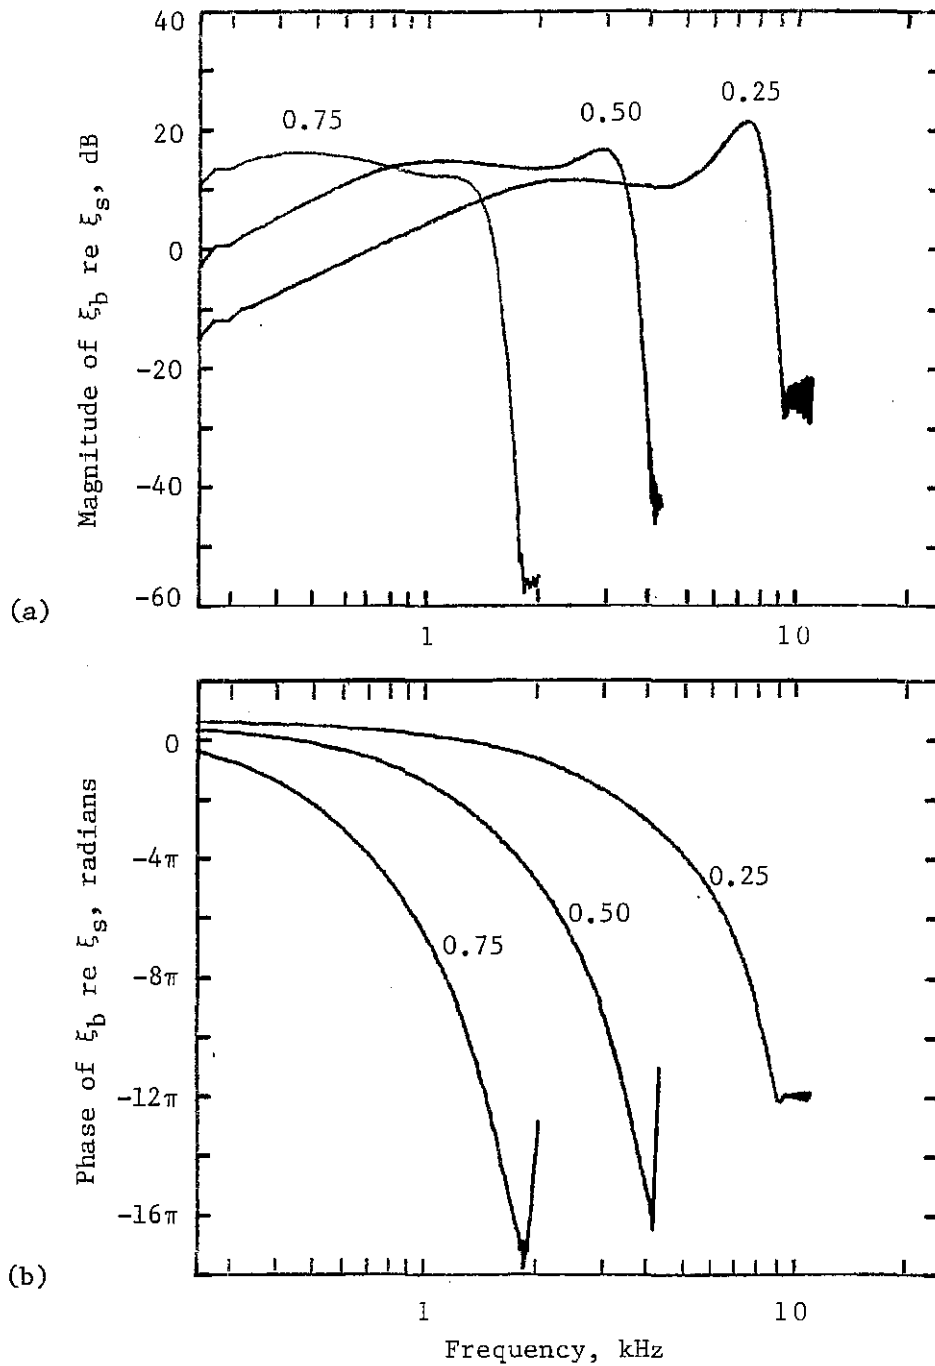 40
20
0
-20
-40
-60
Magnitude of ξb re ξs, dB
0.75
0.50
0.25
(a)
1
10
0
-4π
-8π
-12π
-16π
Phase of ξb re ξs, radians
0.75
0.50
0.25
(b)
1
10
Frequency, kHz